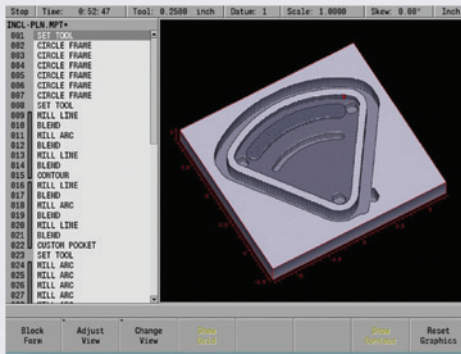 Stop Time: 0:52:47 Tool: 0.2500 inch Datum: 1 Scale: 1.0000 Skew: 0.00° Inch
INCL-PLN.MPT*
001 SET TOOL
002 CIRCLE FRAME
003 CIRCLE FRAME
004 CIRCLE FRAME
005 CIRCLE FRAME
006 CIRCLE FRAME
007 CIRCLE FRAME
008 SET TOOL
009 MILL LINE
010 BLEND
011 MILL ARC
012 BLEND
013 MILL LINE
014 BLEND
015 CONTOUR
016 MILL LINE
017 BLEND
018 MILL ARC
019 BLEND
020 MILL LINE
021 BLEND
022 CUSTOM POCKET
023 SET TOOL
024 MILL ARC
025 MILL ARC
026 MILL ARC
027 MILL ARC
Block Form
Adjust View
Change View
Show Grid
Show Contour
Reset Graphics